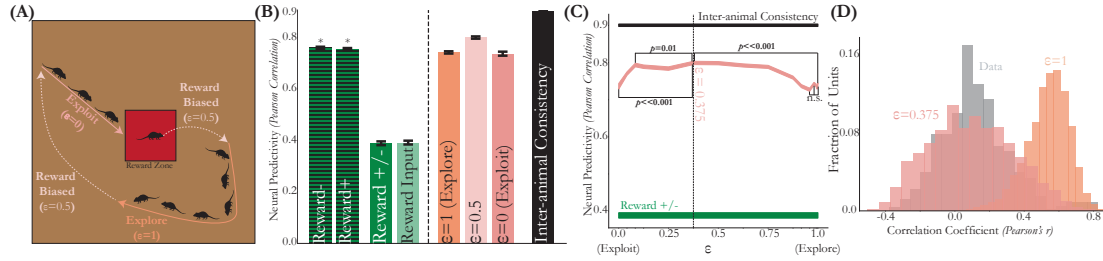 (A)
Exploit
(ε=0)
Reward
Biased
(ε=0.5)
Reward Zone
Reward
Biased
(ε=0.5)
Explore
(ε=1)
(B)
Neural Predictivity (Pearson Correlation)
0.9
0.8
0.6
0.4
0.2
0.0
*
*
Reward-
Reward+
Reward +/-
Reward Input
ε=1 (Explore)
ε=0.5
ε=0 (Exploit)
Inter-animal Consistency
(C)
Neural Predictivity (Pearson Correlation)
0.9
0.8
0.6
0.4
Inter-animal Consistency
p=0.01
p<<0.001
ε = 0.375
p<<0.001
n.s.
Reward +/-
0.0
0.25
0.5
0.75
1.0
(Exploit)
ε
(Explore)
(D)
Fracrtion of Units
0.16
0.08
0.0
Data
ε=1
ε=0.375
-0.4
0.0
0.4
0.8
Correlation Coefficient (Pearson's r)